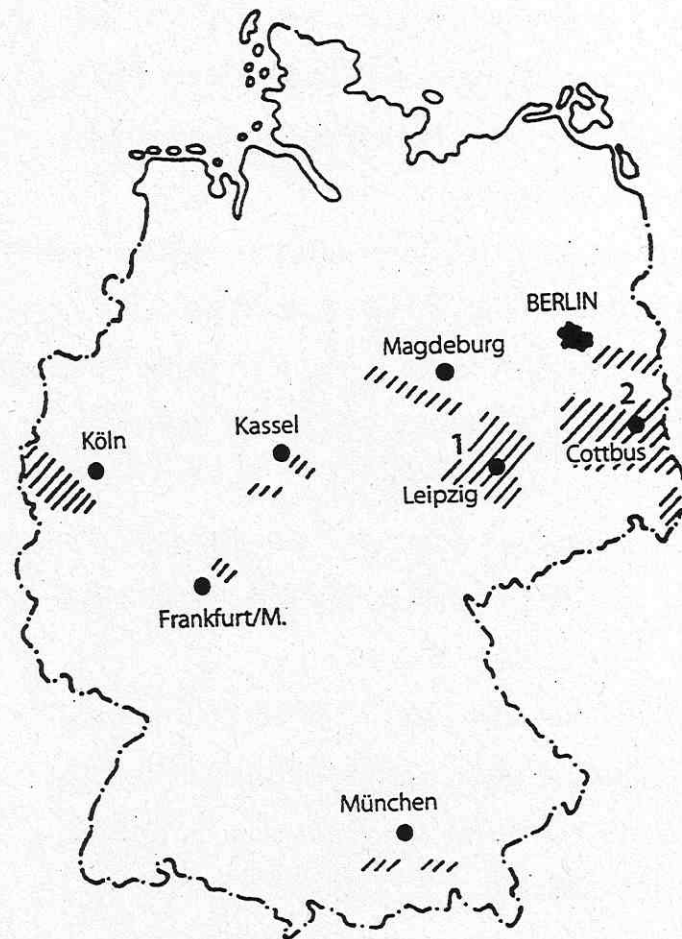 BERLIN
Magdeburg
2
Kassel
Köln
1
Cottbus
Leipzig
Frankfurt/M.
München